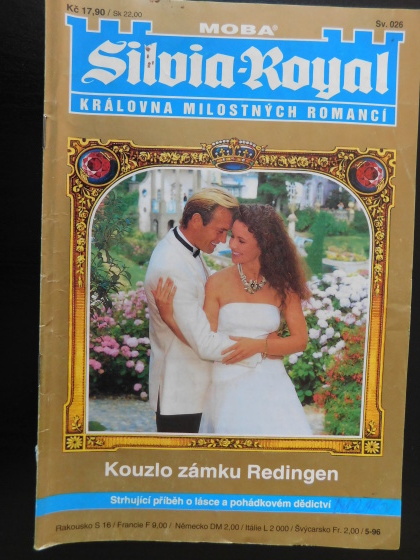 Kč 17,90 / Sk 22,00
Sv. 026
MOBA®
Silvia-Royal
KRÁLOVNA MILOSTNÝCH ROMANCÍ
Kouzlo zámku Redingen
Strhující příběh o lásce a pohádkovém dědictví
Rakousko S 16 / Francie F 9,00 / Německo DM 2,00 / Itálie L 2 000 / Švýcarsko Fr. 2,00 / 5-96